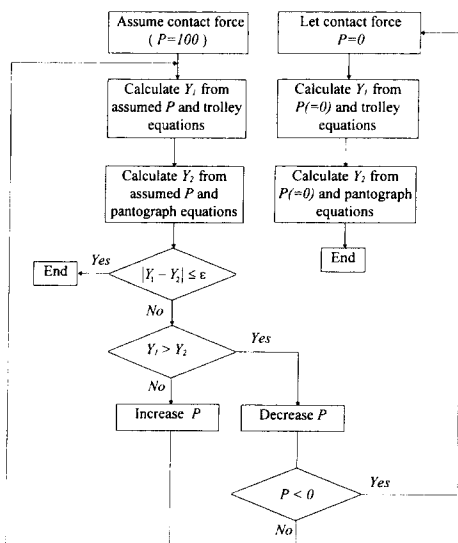 Assume contact force
( P=100 )
Let contact force
P=0
Calculate Y₁ from
assumed P and trolley
equations
Calculate Y₁ from
P(=0) and trolley
equations
Calculate Y₂ from
assumed P and
pantograph equations
Calculate Y₂ from
P(=0) and pantograph
equations
End
Yes
|Y₁ − Y₂| ≤ ε
End
No
Y₁ > Y₂
Yes
No
Increase P
Decrease P
P < 0
Yes
No